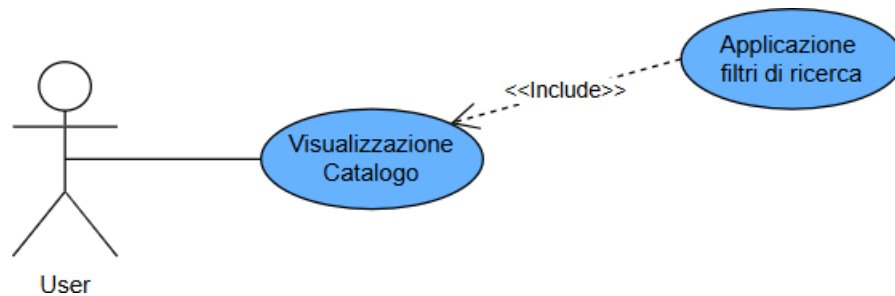 Applicazione
filtri di ricerca
<<Include>>
Visualizzazione
Catalogo
User